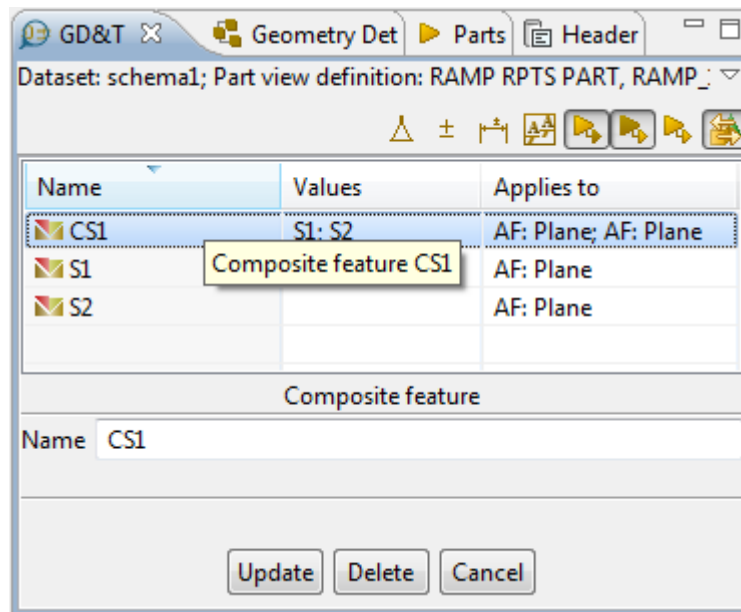 GD&T Geometry Det Parts Header
Dataset: schema1; Part view definition: RAMP RPTS PART, RAMP_
Name Values Applies to
CS1 S1; S2 AF: Plane; AF: Plane
Composite feature CS1
S1 AF: Plane
S2 AF: Plane
Composite feature
Name CS1
Update Delete Cancel